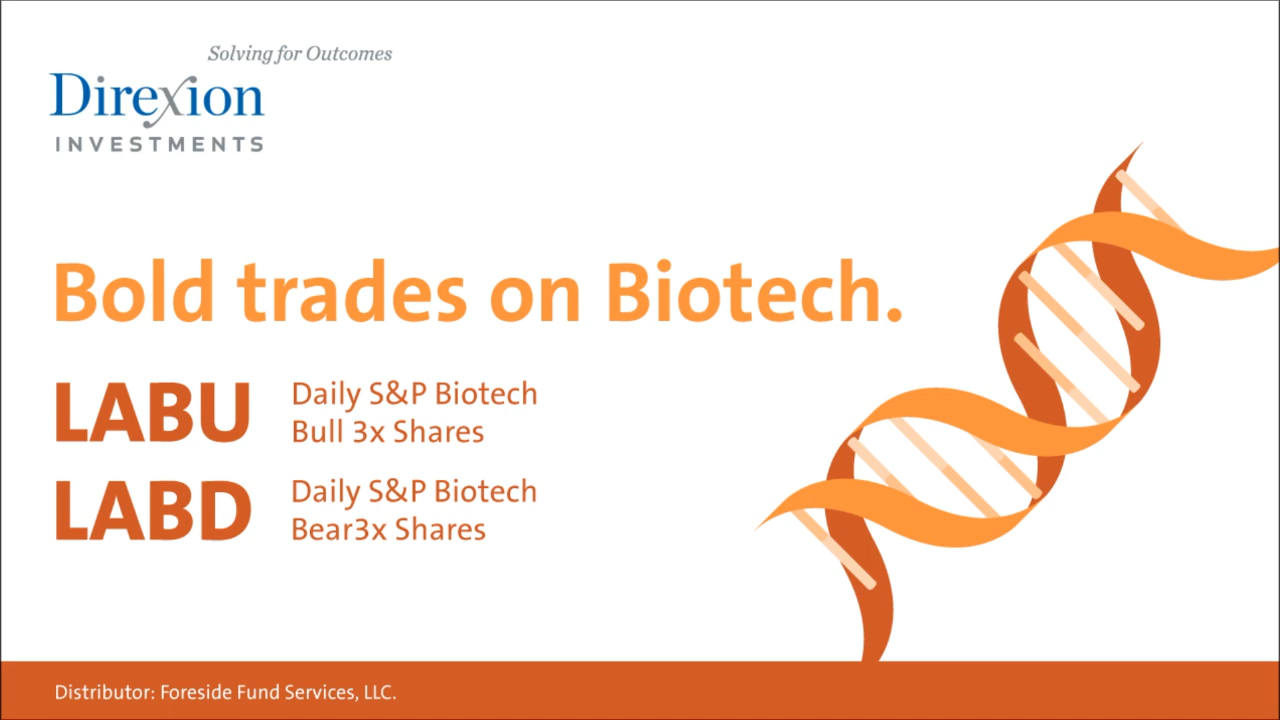 Solving for Outcomes
Direxion
INVESTMENTS
Bold trades on Biotech.
LABU
Daily S&P Biotech
Bull 3x Shares
LABD
Daily S&P Biotech
Bear3x Shares
Distributor: Foreside Fund Services, LLC.